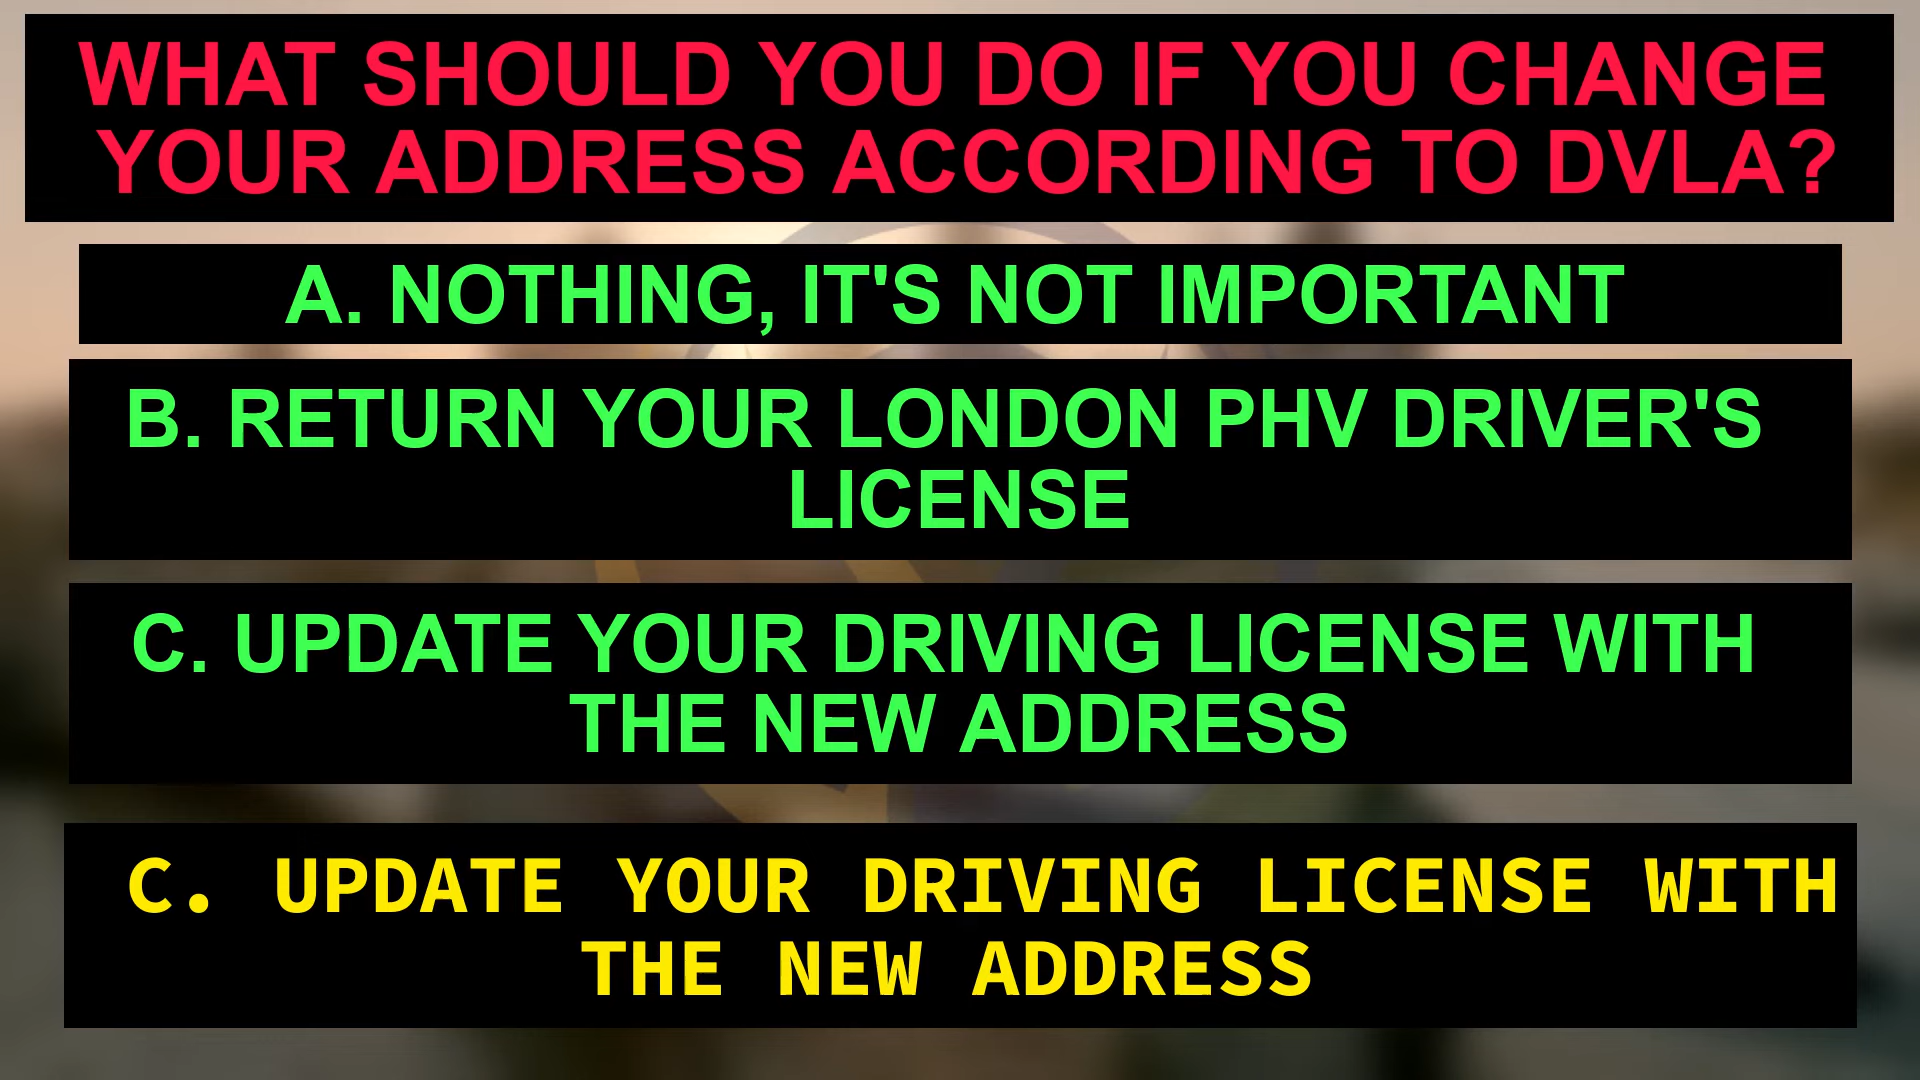 WHAT SHOULD YOU DO IF YOU CHANGE
YOUR ADDRESS ACCORDING TO DVLA?
A. NOTHING, IT'S NOT IMPORTANT
B. RETURN YOUR LONDON PHV DRIVER'S
LICENSE
C. UPDATE YOUR DRIVING LICENSE WITH
THE NEW ADDRESS
C. UPDATE YOUR DRIVING LICENSE WITH
THE NEW ADDRESS